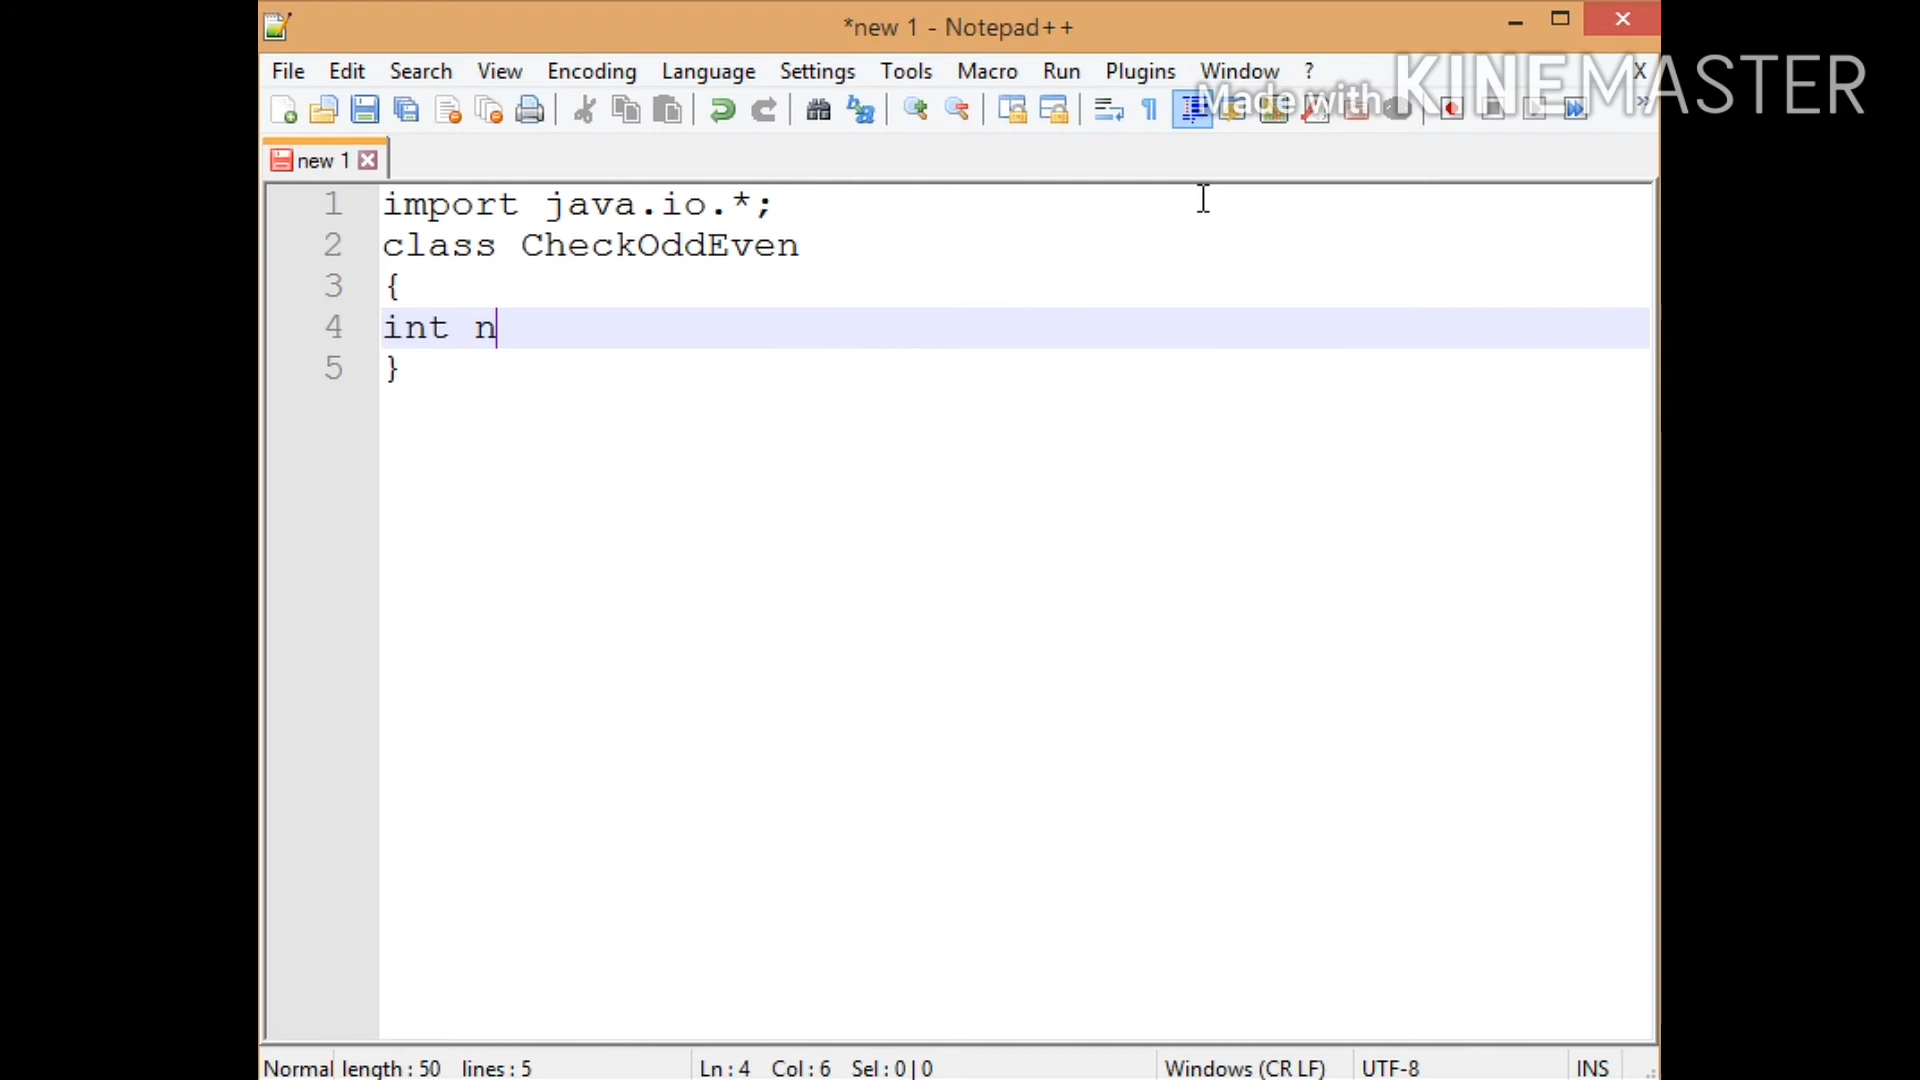 *new 1 - Notepad++
File Edit Search View Encoding Language Settings Tools Macro Run Plugins Window ? X
Made with KINEMASTER
new 1
1 import java.io.*;
2 class CheckOddEven
3 {
4 int n
5 }
Normal length : 50 lines : 5 Ln : 4 Col : 6 Sel : 0 | 0 Windows (CR LF) UTF-8 INS